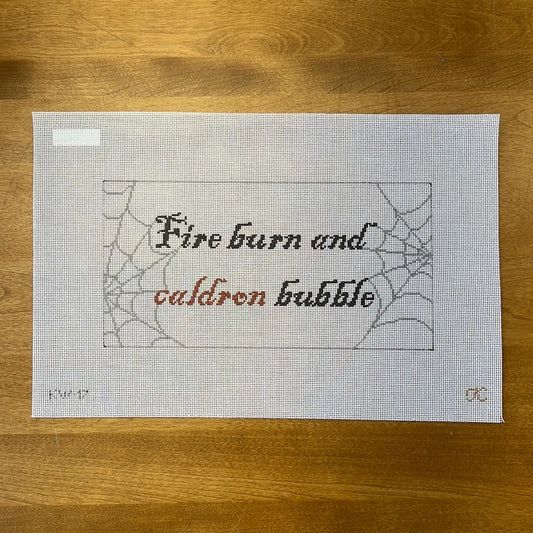 Fire burn and
caldron bubble